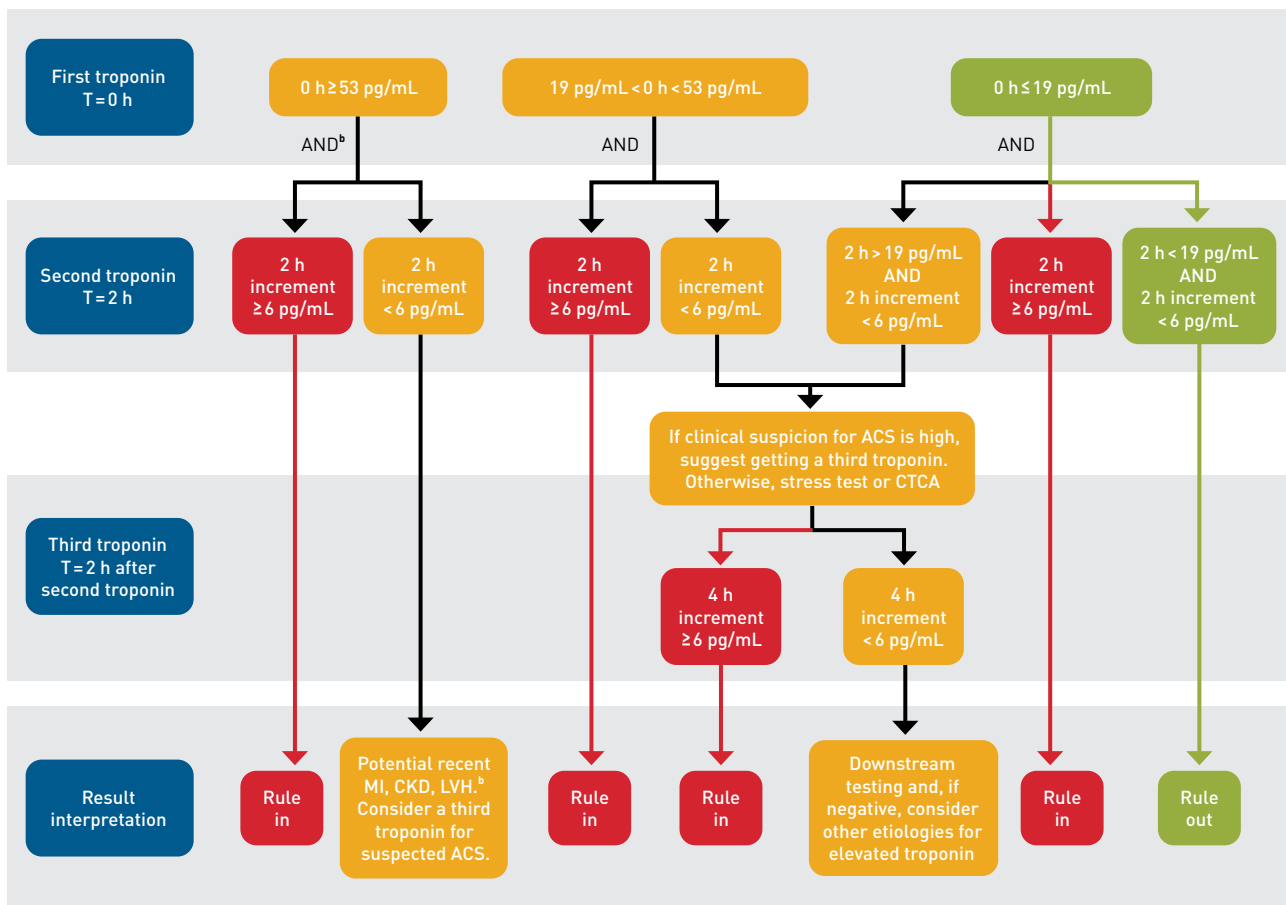 First troponin
T = 0 h
0 h ≥ 53 pg/mL
19 pg/mL < 0 h < 53 pg/mL
0 h ≤ 19 pg/mL
ANDᵇ
AND
AND
Second troponin
T = 2 h
2 h
increment
≥ 6 pg/mL
2 h
increment
< 6 pg/mL
2 h
increment
≥ 6 pg/mL
2 h
increment
< 6 pg/mL
2 h > 19 pg/mL
AND
2 h increment
< 6 pg/mL
2 h
increment
≥ 6 pg/mL
2 h < 19 pg/mL
AND
2 h increment
< 6 pg/mL
If clinical suspicion for ACS is high,
suggest getting a third troponin.
Otherwise, stress test or CTCA
Third troponin
T = 2 h after
second troponin
4 h
increment
≥ 6 pg/mL
4 h
increment
< 6 pg/mL
Result
interpretation
Rule
in
Potential recent
MI, CKD, LVH.ᵇ
Consider a third
troponin for
suspected ACS.
Rule
in
Rule
in
Downstream
testing and, if
negative, consider
other etiologies for
elevated troponin
Rule
in
Rule
out